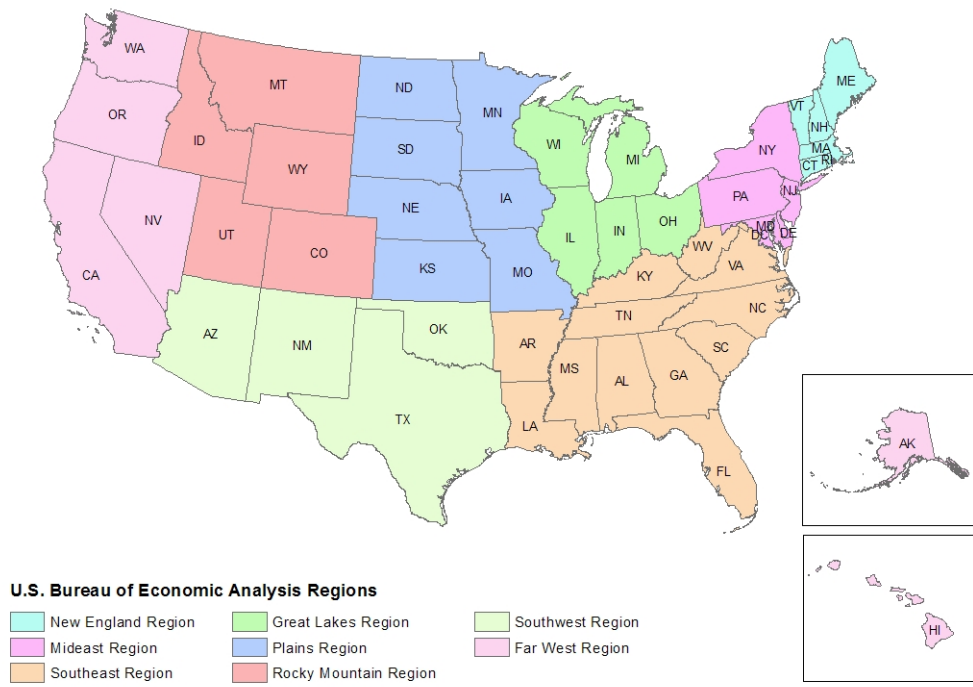 WA
MT
ND
MN
ME
VT
NH
OR
ID
SD
WI
MI
NY
MA
CT
RI
WY
NE
IA
PA
NJ
NV
UT
CO
IL
IN
OH
MD
DC
DE
CA
KS
MO
WV
VA
KY
AZ
NM
OK
AR
TN
NC
SC
MS
AL
GA
TX
LA
FL
AK
HI
U.S. Bureau of Economic Analysis Regions
New England Region
Great Lakes Region
Southwest Region
Mideast Region
Plains Region
Far West Region
Southeast Region
Rocky Mountain Region